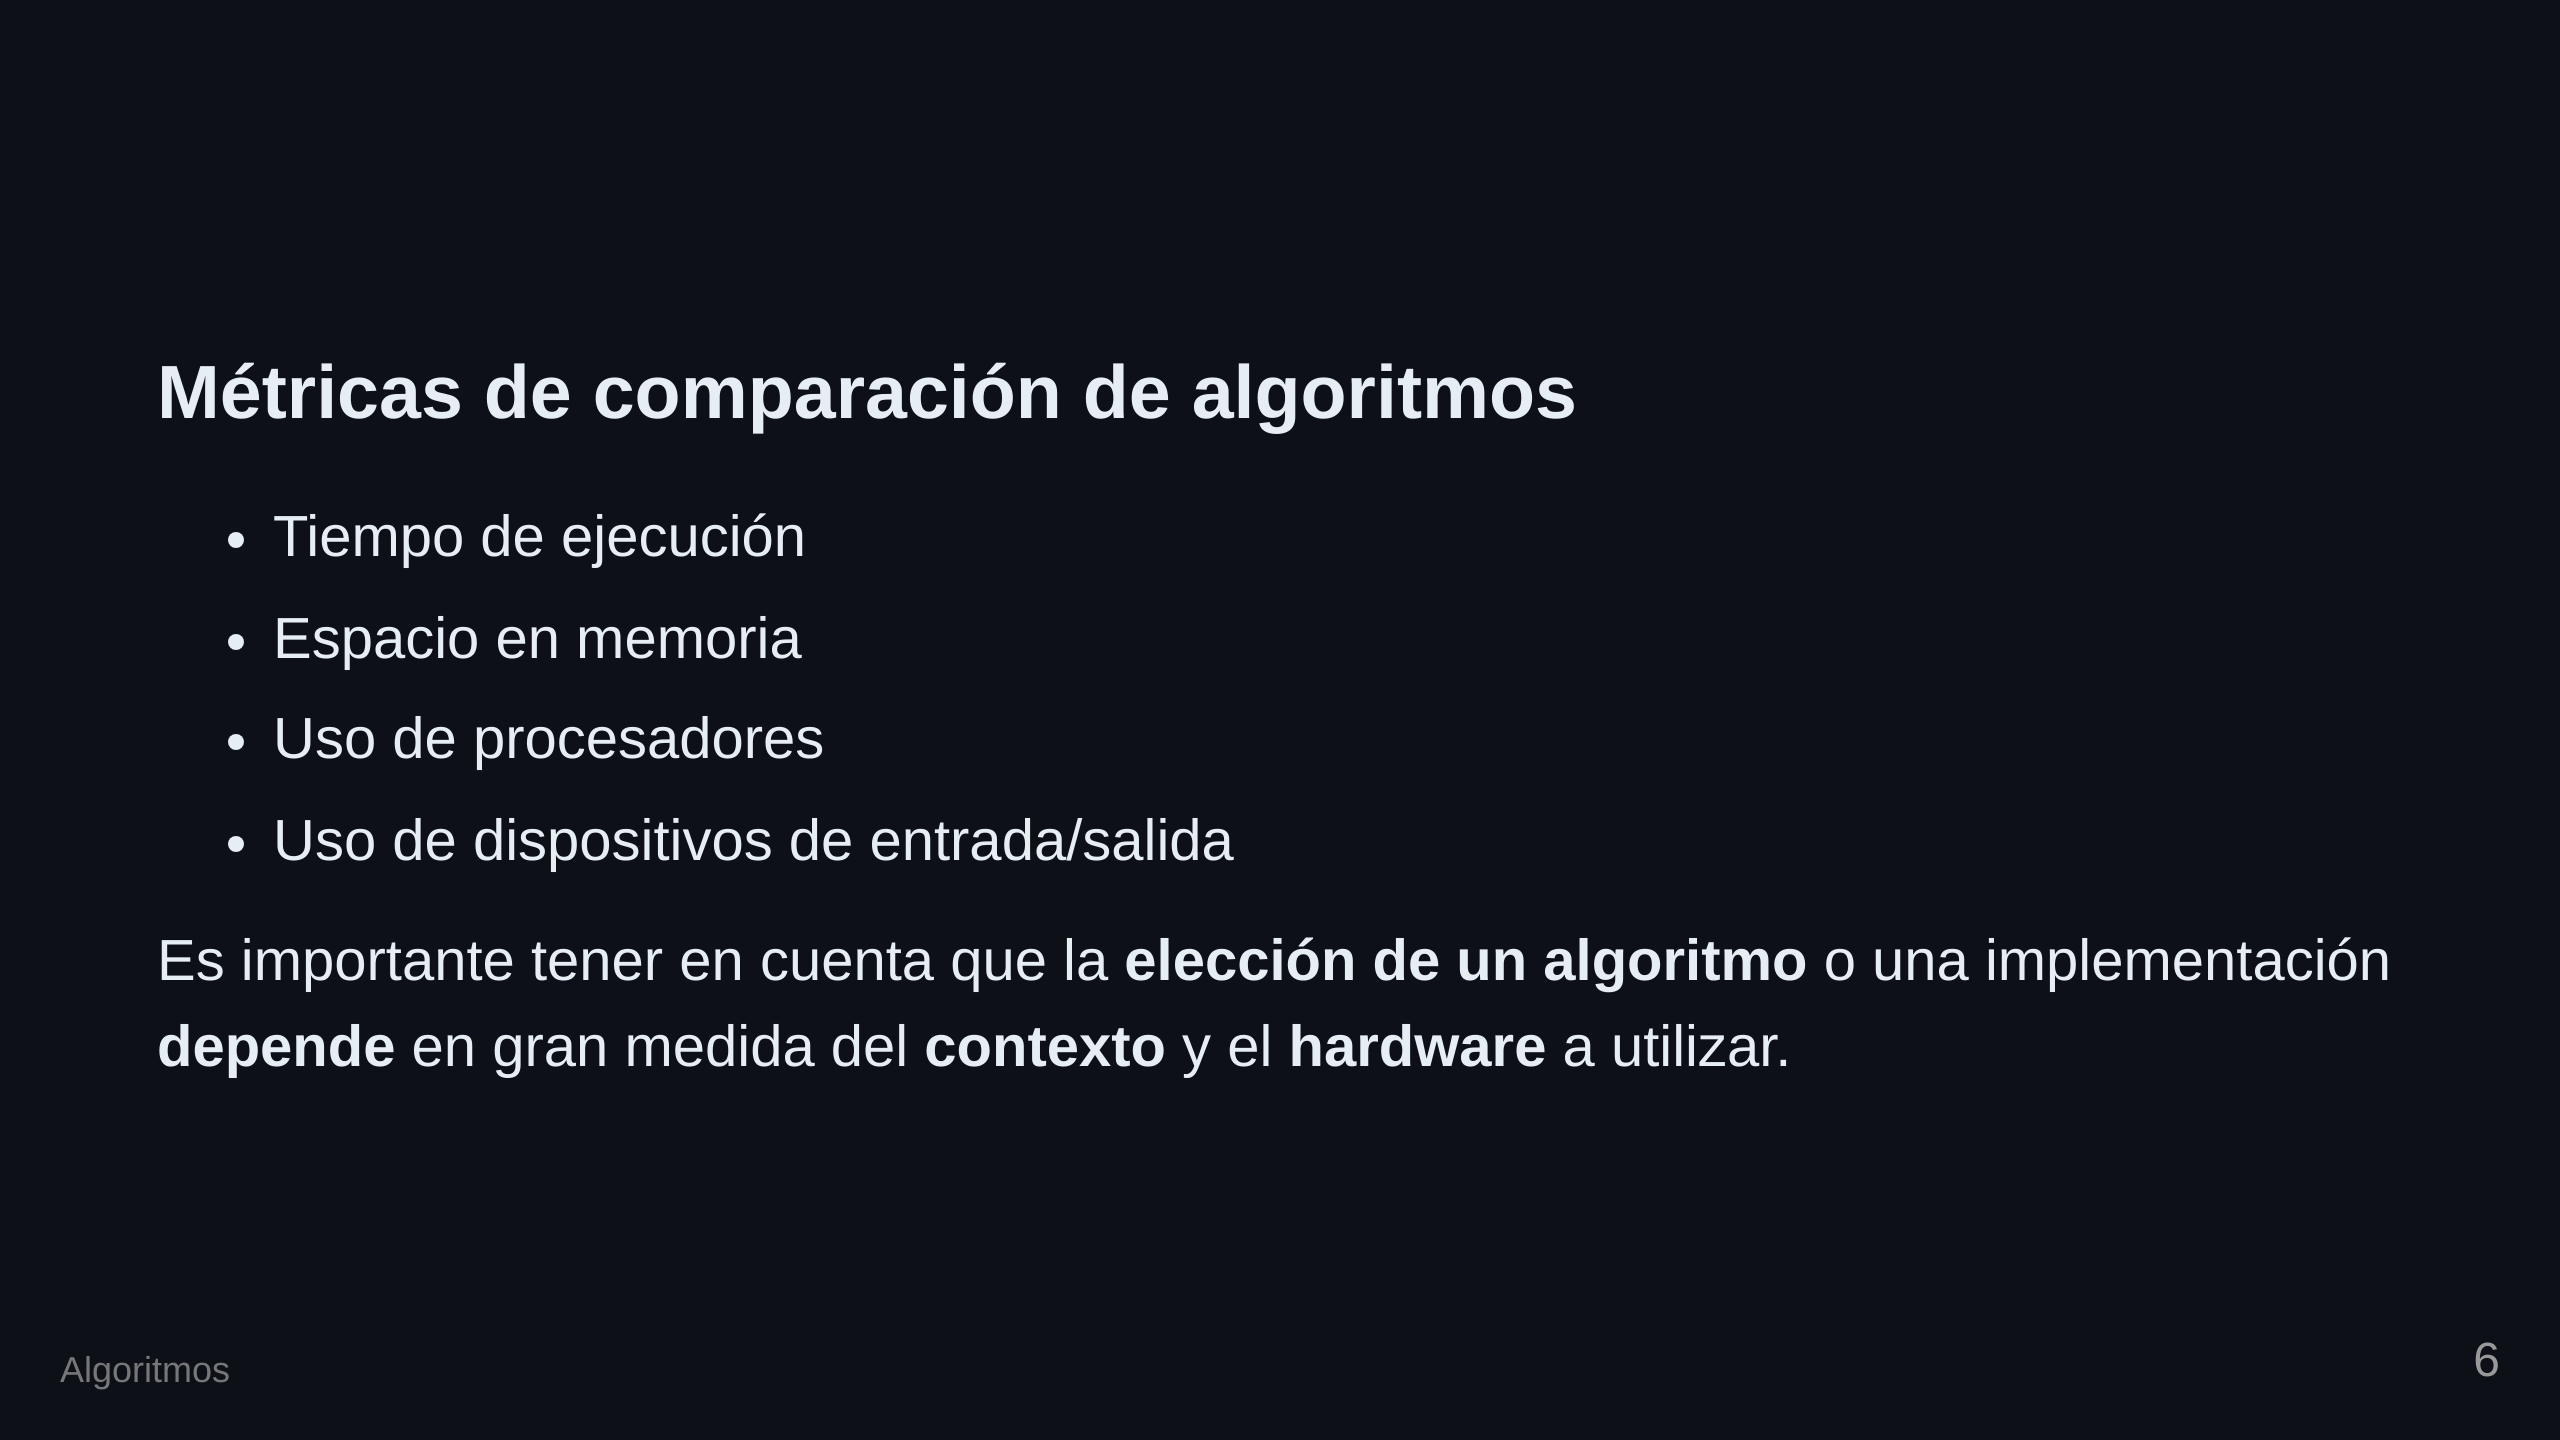 Métricas de comparación de algoritmos
• Tiempo de ejecución
• Espacio en memoria
• Uso de procesadores
• Uso de dispositivos de entrada/salida
Es importante tener en cuenta que la elección de un algoritmo o una implementación
depende en gran medida del contexto y el hardware a utilizar.
Algoritmos
6